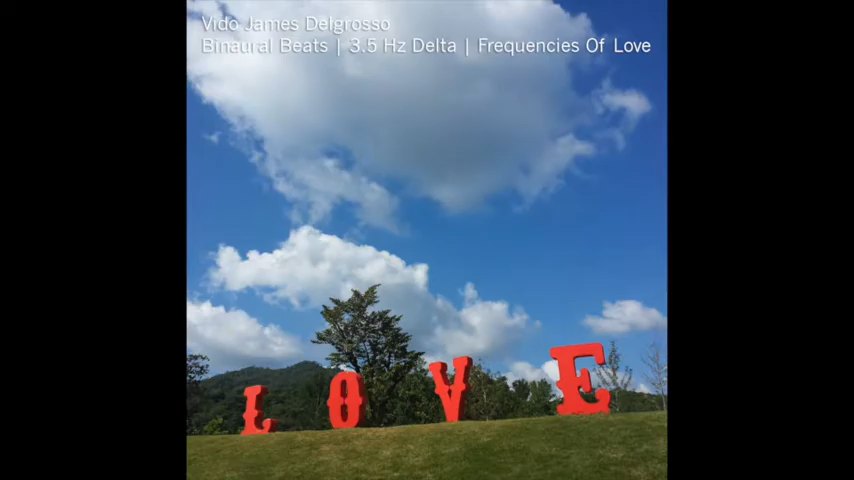 Vido James Delgrosso
Binaural Beats | 3.5 Hz Delta | Frequencies Of Love
LOVE